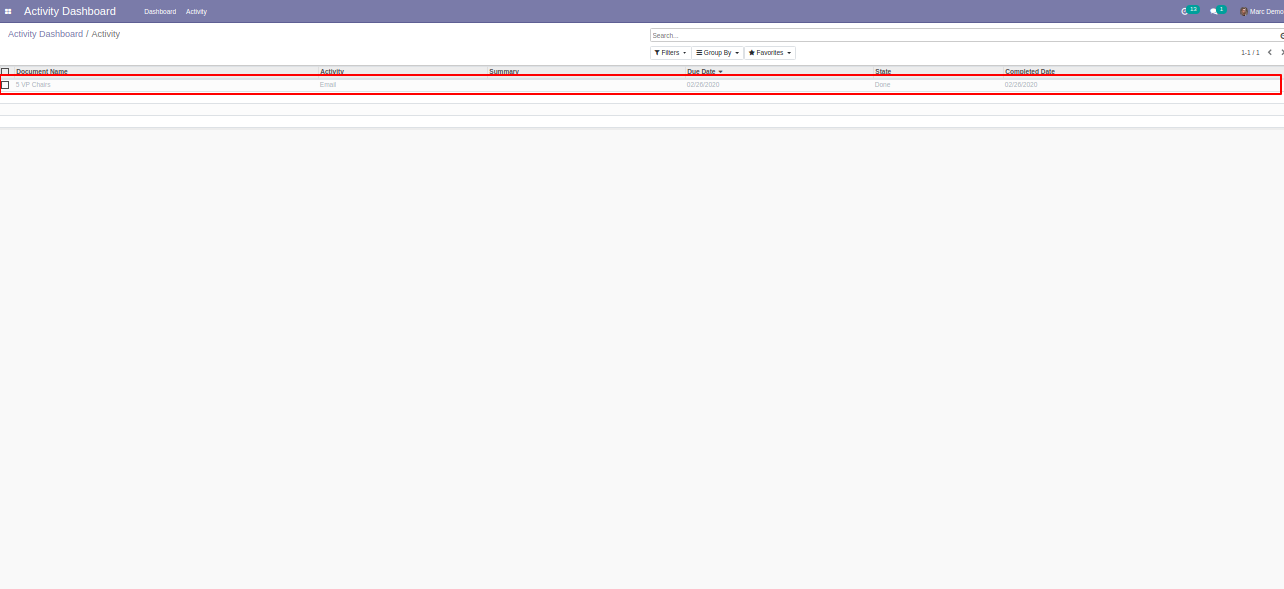 Activity Dashboard Dashboard Activity 13 1 Marc Demo
Activity Dashboard / Activity
Search...
Filters Group By Favorites 1-1 / 1
Document Name Activity Summary Due Date State Completed Date
5 VP Chairs Email 02/26/2020 Done 02/26/2020